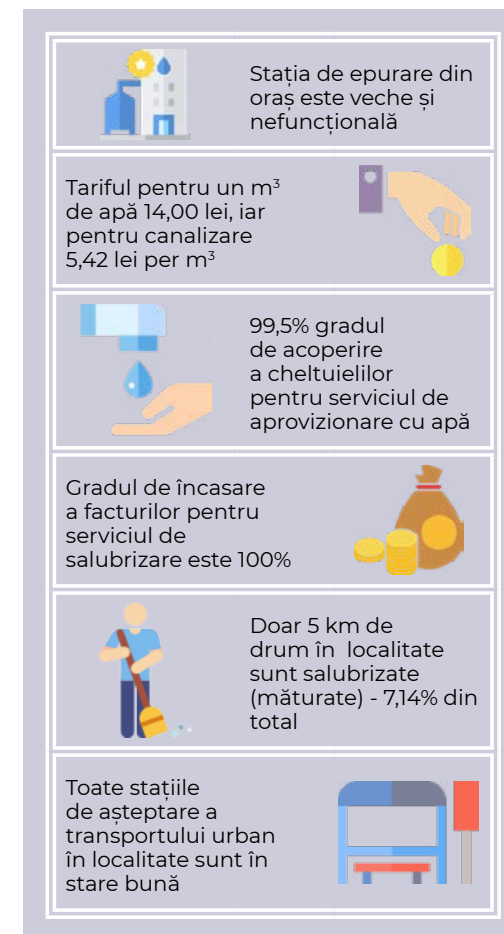 Stația de epurare din
oraș este veche și
nefuncțională
Tariful pentru un m³
de apă 14,00 lei, iar
pentru canalizare
5,42 lei per m³
99,5% gradul
de acoperire
a cheltuielilor
pentru serviciul de
aprovizionare cu apă
Gradul de încasare
a facturilor pentru
serviciul de
salubrizare este 100%
Doar 5 km de
drum în localitate
sunt salubrizate
(măturate) - 7,14% din
total
Toate stațiile
de așteptare a
transportului urban
în localitate sunt în
stare bună